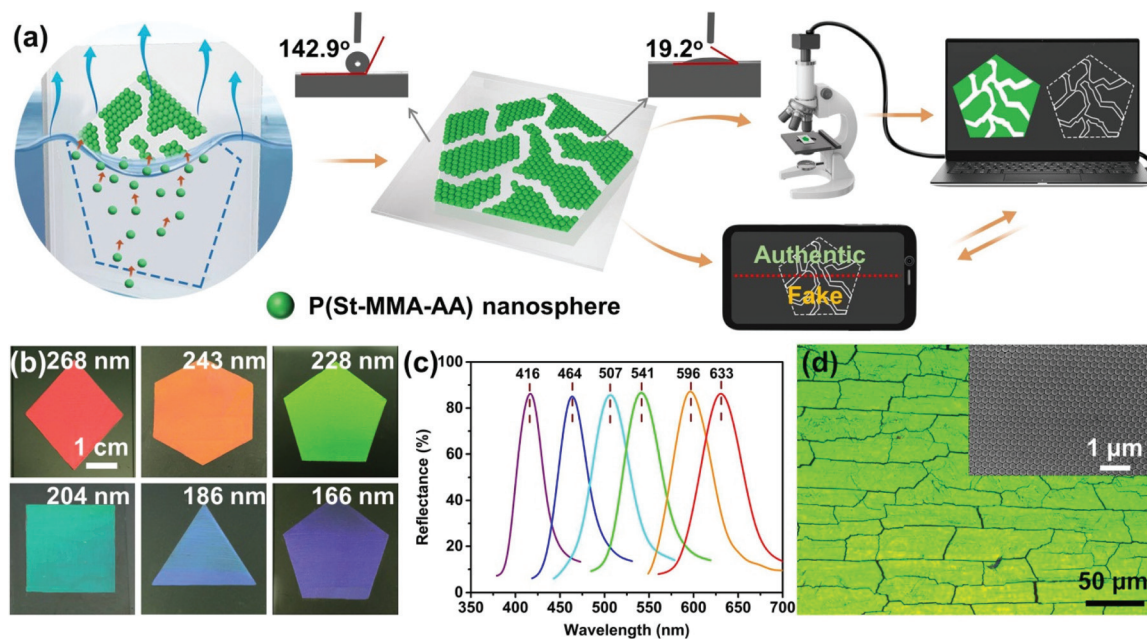 (a)
142.9°
19.2°
Authentic
Fake
P(St-MMA-AA) nanosphere
(b)
268 nm
243 nm
228 nm
1 cm
204 nm
186 nm
166 nm
(c)
100
80
60
40
20
0
Reflectance (%)
416 464 507 541 596 633
350 400 450 500 550 600 650 700
Wavelength (nm)
(d)
1 µm
50 µm